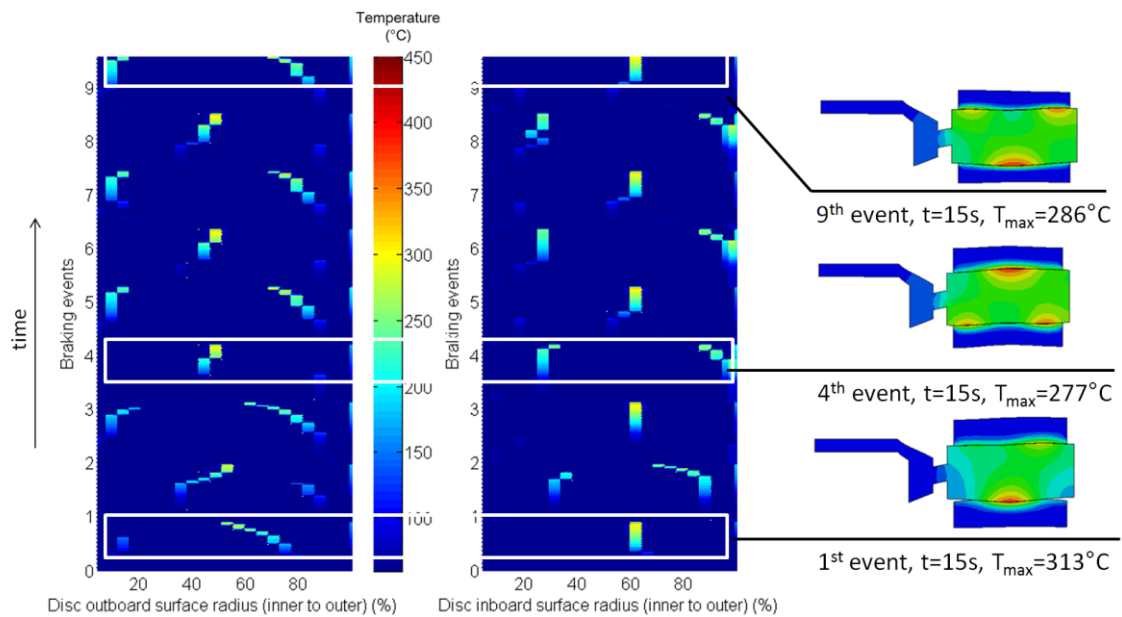 Temperature
(°C)
450
400
350
300
250
200
150
100
time
Braking events
9
8
7
6
5
4
3
2
1
0
20 40 60 80
Disc outboard surface radius (inner to outer) (%)
Braking events
9
8
7
6
5
4
3
2
1
0
20 40 60 80
Disc inboard surface radius (inner to outer) (%)
9th event, t=15s, Tmax=286°C
4th event, t=15s, Tmax=277°C
1st event, t=15s, Tmax=313°C